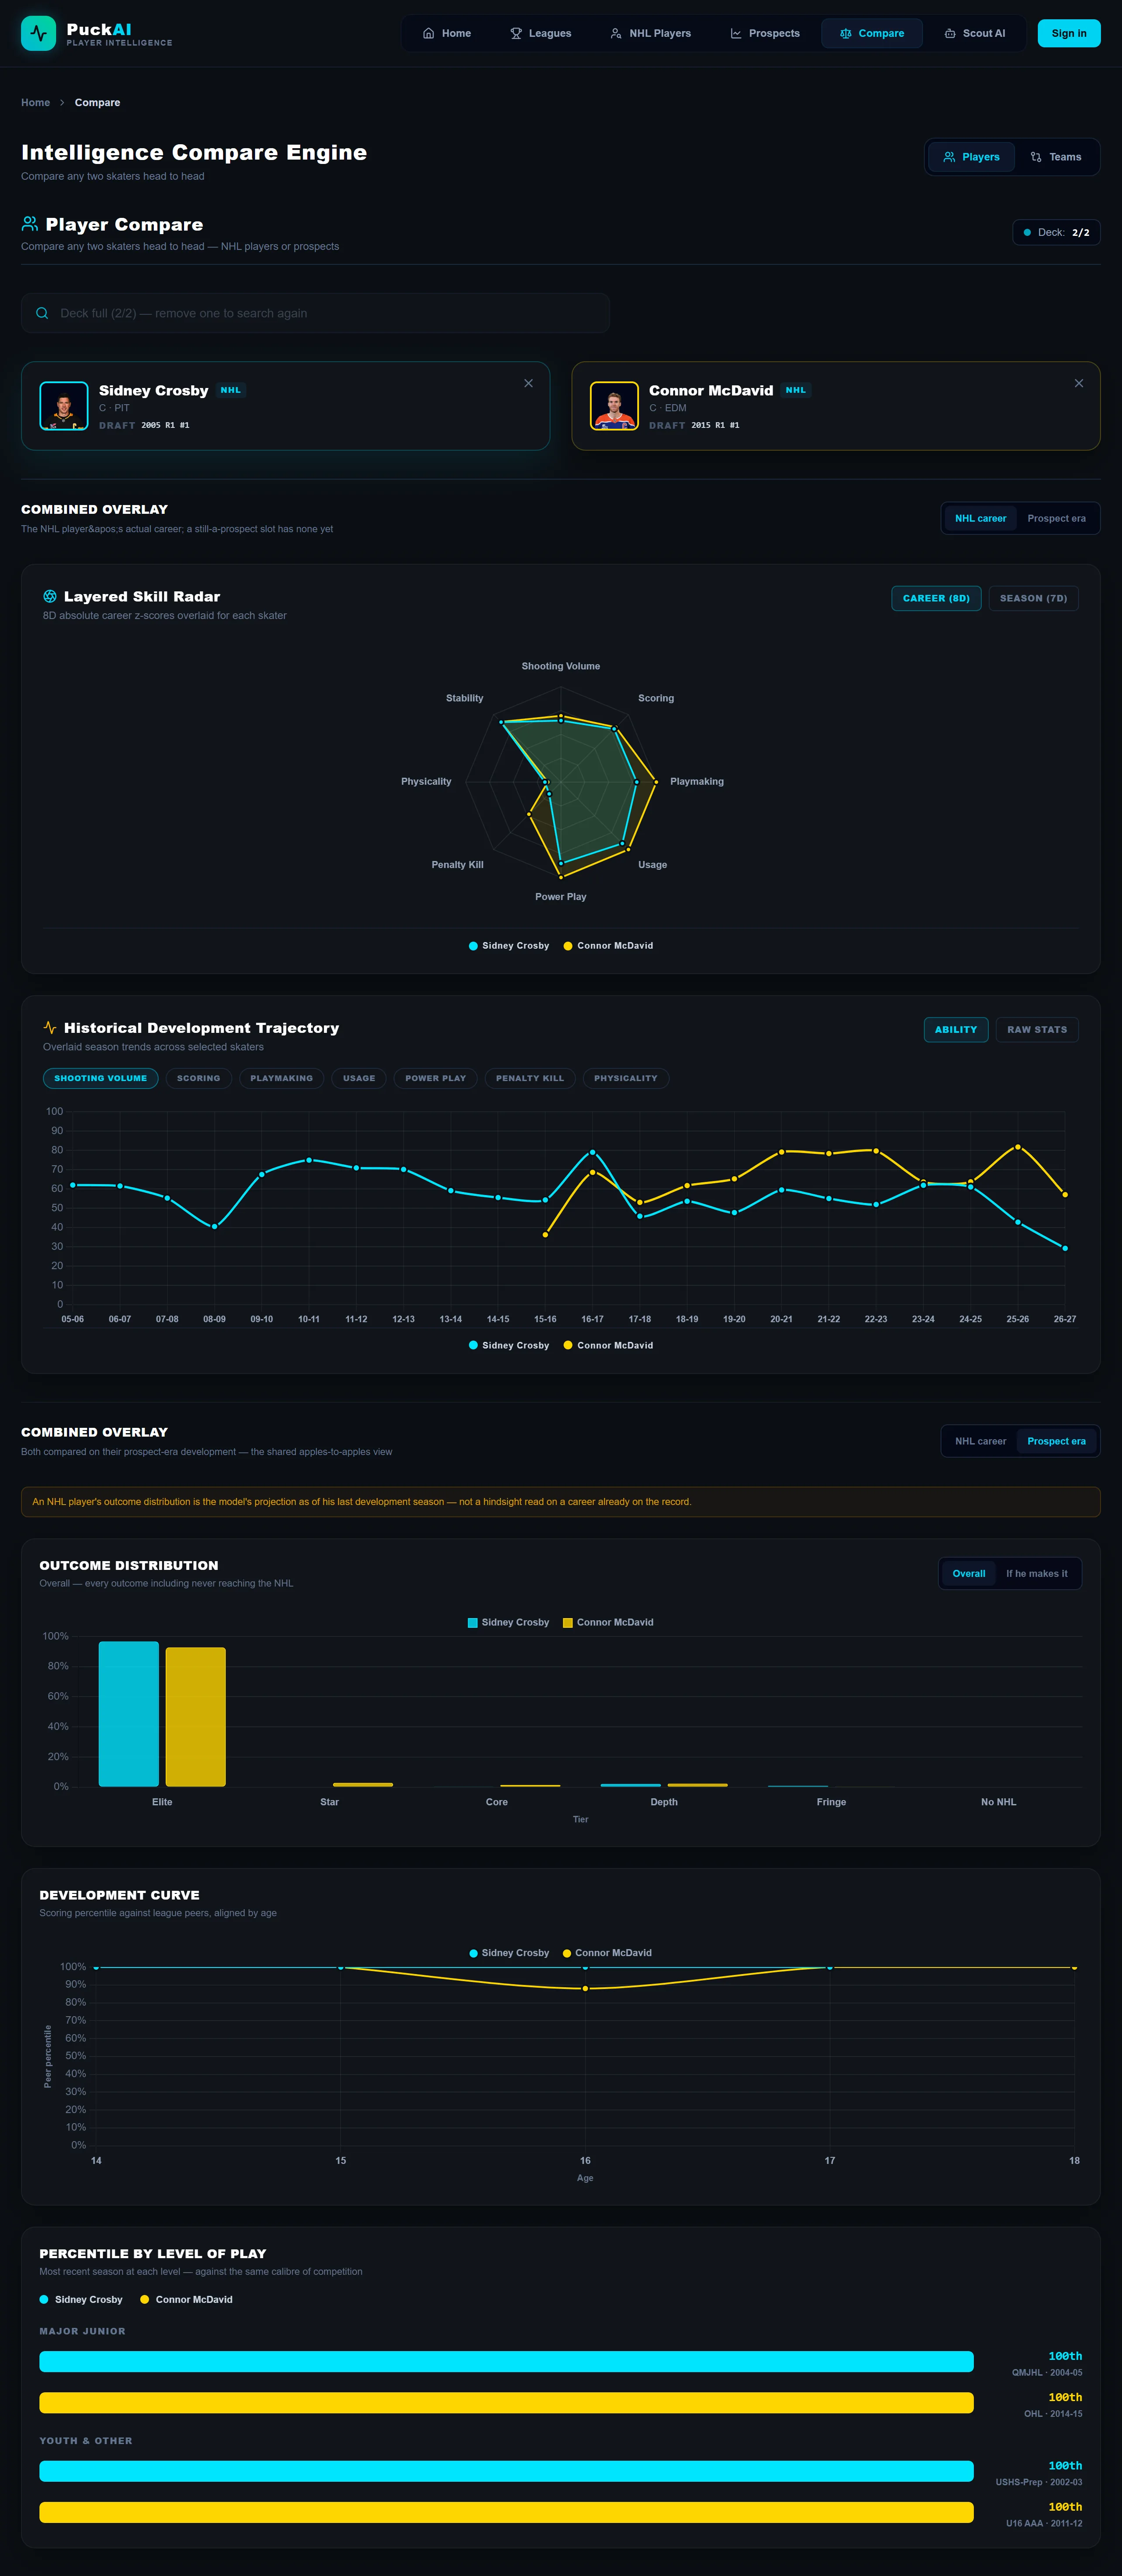 PuckAI
PLAYER INTELLIGENCE
Home
Leagues
NHL Players
Prospects
Compare
Scout AI
Sign in
Home > Compare
Intelligence Compare Engine
Compare any two skaters head to head
Players
Teams
Player Compare
Compare any two skaters head to head — NHL players or prospects
Deck: 2/2
Deck full (2/2) — remove one to search again
Sidney Crosby NHL
C · PIT
DRAFT 2005 R1 #1
Connor McDavid NHL
C · EDM
DRAFT 2015 R1 #1
COMBINED OVERLAY
The NHL player&apos;s actual career; a still-a-prospect slot has none yet
NHL career
Prospect era
Layered Skill Radar
8D absolute career z-scores overlaid for each skater
CAREER (8D)
SEASON (7D)
Shooting Volume
Stability
Scoring
Physicality
Playmaking
Penalty Kill
Usage
Power Play
Sidney Crosby
Connor McDavid
Historical Development Trajectory
Overlaid season trends across selected skaters
ABILITY
RAW STATS
SHOOTING VOLUME
SCORING
PLAYMAKING
USAGE
POWER PLAY
PENALTY KILL
PHYSICALITY
100
90
80
70
60
50
40
30
20
10
0
05-06 06-07 07-08 08-09 09-10 10-11 11-12 12-13 13-14 14-15 15-16 16-17 17-18 18-19 19-20 20-21 21-22 22-23 23-24 24-25 25-26 26-27
Sidney Crosby
Connor McDavid
COMBINED OVERLAY
Both compared on their prospect-era development — the shared apples-to-apples view
NHL career
Prospect era
An NHL player's outcome distribution is the model's projection as of his last development season — not a hindsight read on a career already on the record.
OUTCOME DISTRIBUTION
Overall — every outcome including never reaching the NHL
Overall
If he makes it
Sidney Crosby
Connor McDavid
100%
80%
60%
40%
20%
0%
Elite Star Core Depth Fringe No NHL
Tier
DEVELOPMENT CURVE
Scoring percentile against league peers, aligned by age
Sidney Crosby
Connor McDavid
Peer percentile
100%
90%
80%
70%
60%
50%
40%
30%
20%
10%
0%
14 15 16 17 18
Age
PERCENTILE BY LEVEL OF PLAY
Most recent season at each level — against the same calibre of competition
Sidney Crosby
Connor McDavid
MAJOR JUNIOR
100th
QMJHL · 2004-05
100th
OHL · 2014-15
YOUTH & OTHER
100th
USHS-Prep · 2002-03
100th
U16 AAA · 2011-12